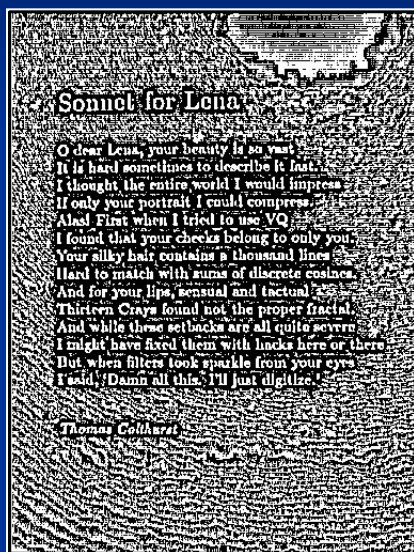 Sonnet for Lena
O dear Lena, your beauty is so vast
It is hard sometimes to describe it fast.
I thought the entire world I would impress
If only your portrait I could compress.
Alas! First when I tried to use VQ
I found that your cheeks belong to only you.
Your silky hair contains a thousand lines
Hard to match with sums of discrete cosines.
And for your lips, sensual and tactual
Thirteen Crays found not the proper fractal.
And while these setbacks are all quite severe
I might have fixed them with hacks here or there
But when filters took sparkle from your eyes
I said, 'Damn all this. I'll just digitize.'
Thomas Colthurst